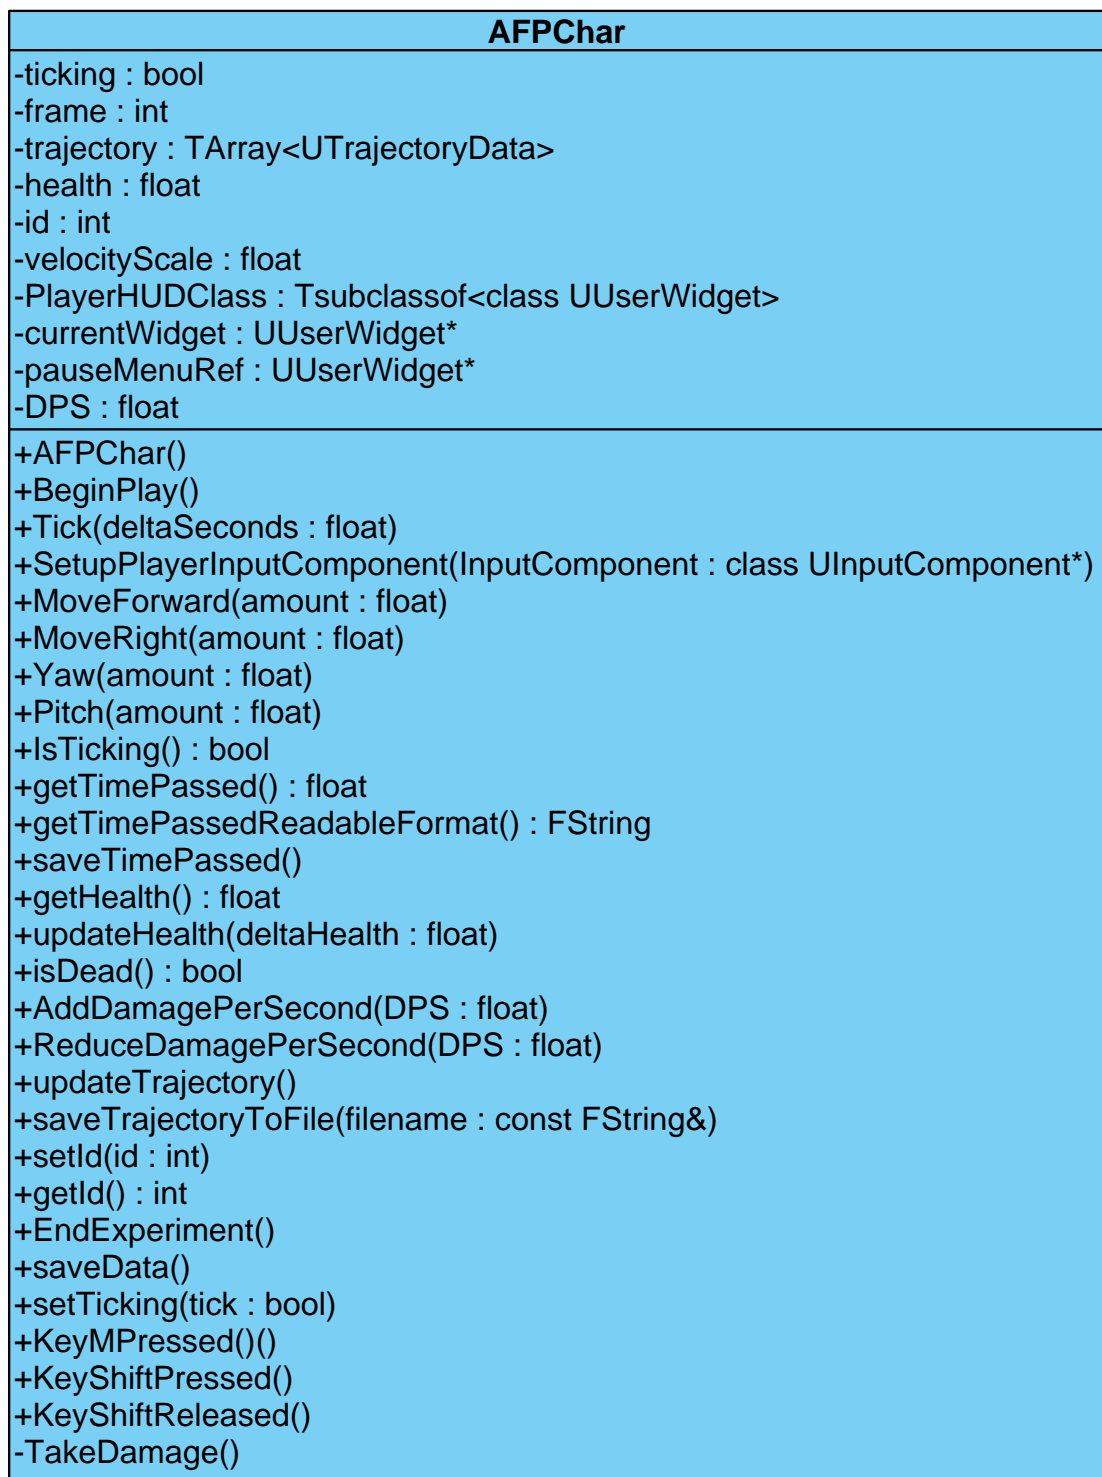 AFPChar
-ticking : bool
-frame : int
-trajectory : TArray<UTrajectoryData>
-health : float
-id : int
-velocityScale : float
-PlayerHUDClass : Tsubclassof<class UUserWidget>
-currentWidget : UUserWidget*
-pauseMenuRef : UUserWidget*
-DPS : float
+AFPChar()
+BeginPlay()
+Tick(deltaSeconds : float)
+SetupPlayerInputComponent(InputComponent : class UInputComponent*)
+MoveForward(amount : float)
+MoveRight(amount : float)
+Yaw(amount : float)
+Pitch(amount : float)
+IsTicking() : bool
+getTimePassed() : float
+getTimePassedReadableFormat() : FString
+saveTimePassed()
+getHealth() : float
+updateHealth(deltaHealth : float)
+isDead() : bool
+AddDamagePerSecond(DPS : float)
+ReduceDamagePerSecond(DPS : float)
+updateTrajectory()
+saveTrajectoryToFile(filename : const FString&)
+setId(id : int)
+getId() : int
+EndExperiment()
+saveData()
+setTicking(tick : bool)
+KeyMPressed()()
+KeyShiftPressed()
+KeyShiftReleased()
-TakeDamage()